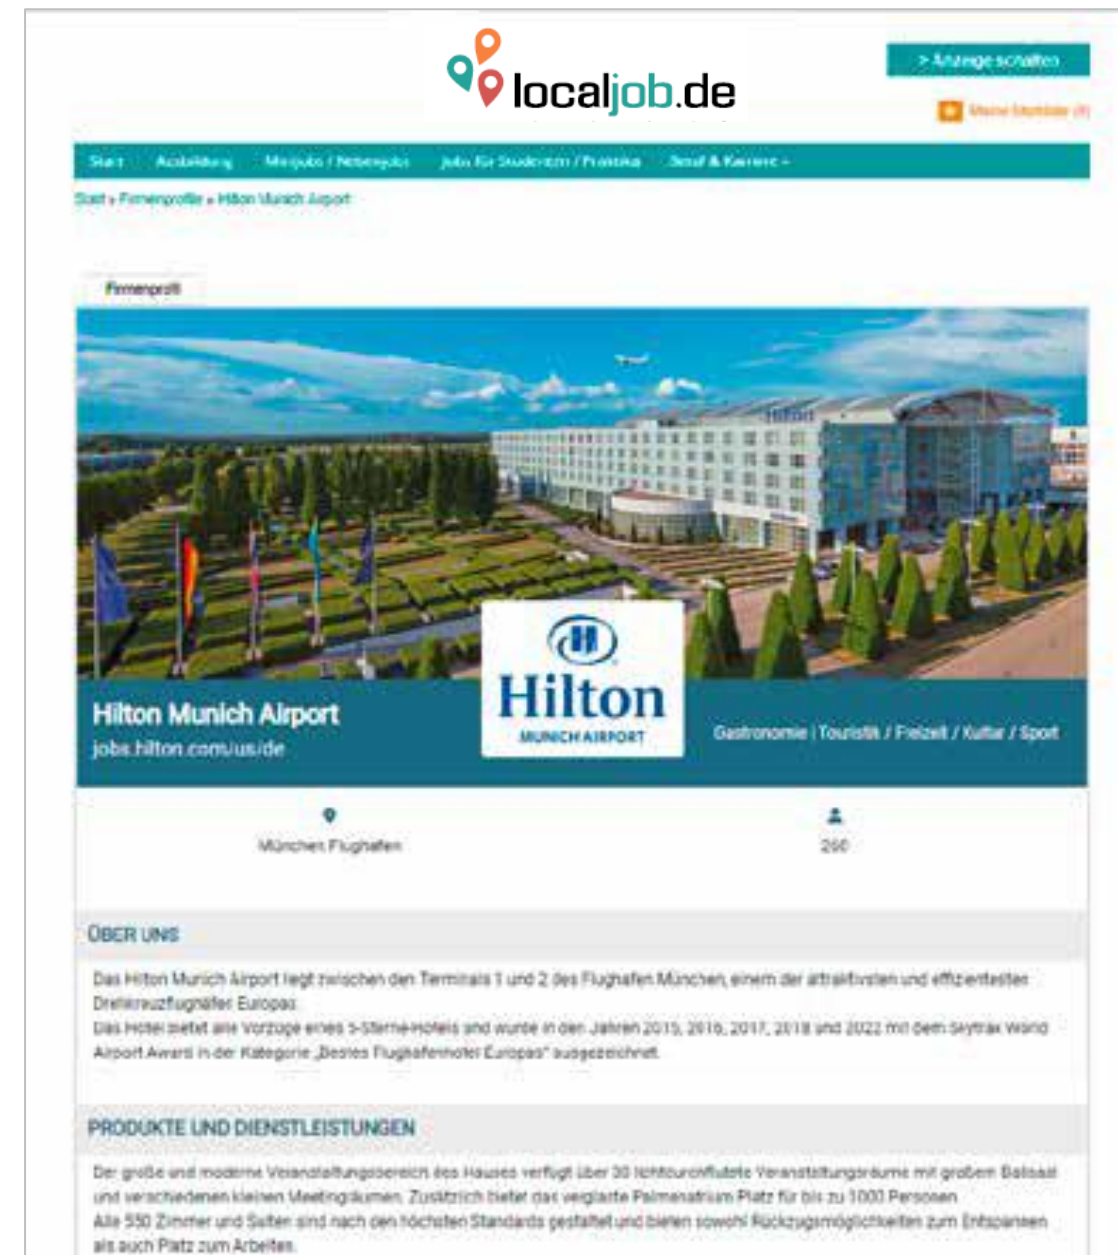 localjob.de
> Anzeige schalten
Meine Merkliste (0)
Start Ausbildung Minijobs / Nebenjobs Jobs für Studenten / Praktika Beruf & Karriere
Start » Firmenprofile » Hilton Munich Airport
Firmenprofil
Hilton
H
Hilton
MUNICH AIRPORT
Hilton Munich Airport
jobs.hilton.com/us/de
Gastronomie | Touristik / Freizeit / Kultur / Sport
München Flughafen
260
ÜBER UNS
Das Hilton Munich Airport liegt zwischen den Terminals 1 und 2 des Flughafen München, einem der attraktivsten und effizientesten
Drehkreuzflughäfen Europas.
Das Hotel bietet alle Vorzüge eines 5-Sterne-Hotels und wurde in den Jahren 2015, 2016, 2017, 2018 und 2022 mit dem Skytrax World
Airport Award in der Kategorie „Bestes Flughafenhotel Europas“ ausgezeichnet.
PRODUKTE UND DIENSTLEISTUNGEN
Der große und moderne Veranstaltungsbereich des Hauses verfügt über 30 lichtdurchflutete Veranstaltungsräume mit großem Ballsaal
und verschiedenen kleinen Meetingräumen. Zusätzlich bietet das verglaste Palmenatrium Platz für bis zu 1000 Personen.
Alle 550 Zimmer und Suiten sind nach den höchsten Standards gestaltet und bieten sowohl Rückzugsmöglichkeiten zum Entspannen
als auch Platz zum Arbeiten.